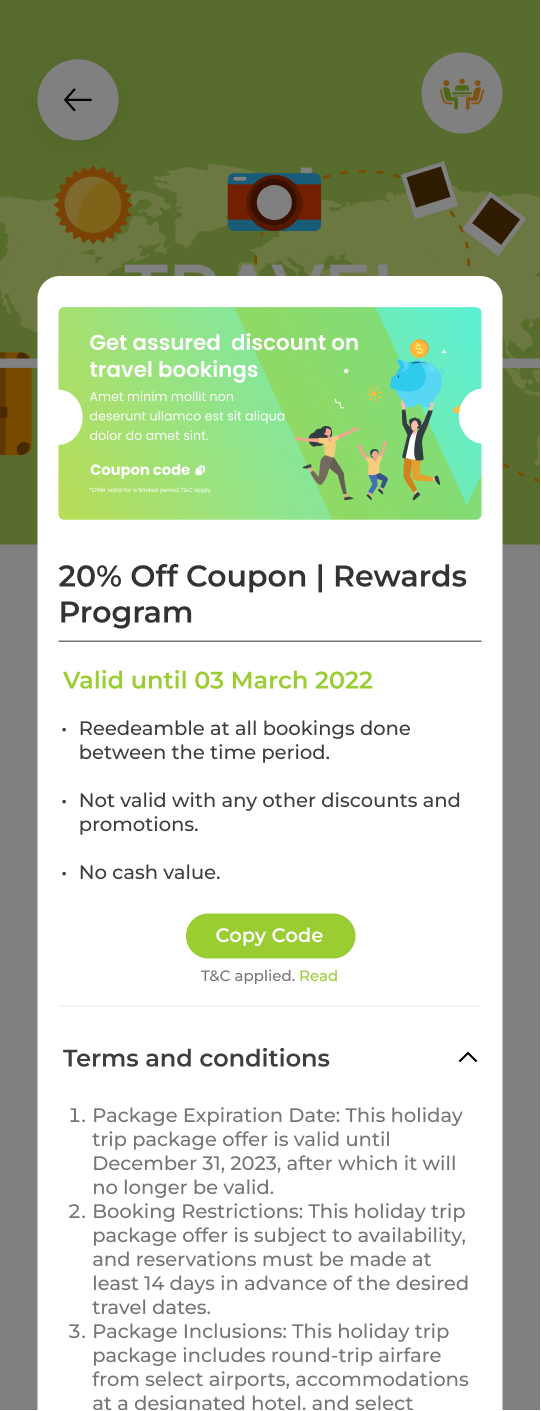 TRAVEL
Get assured discount on
travel bookings
Amet minim mollit non
deserunt ullamco est sit aliqua
dolor do amet sint.
Coupon code
*Offer valid for a limited period T&C apply.
20% Off Coupon | Rewards
Program
Valid until 03 March 2022
• Reedeamble at all bookings done
between the time period.
• Not valid with any other discounts and
promotions.
• No cash value.
Copy Code
T&C applied. Read
Terms and conditions
1. Package Expiration Date: This holiday
trip package offer is valid until
December 31, 2023, after which it will
no longer be valid.
2. Booking Restrictions: This holiday trip
package offer is subject to availability,
and reservations must be made at
least 14 days in advance of the desired
travel dates.
3. Package Inclusions: This holiday trip
package includes round-trip airfare
from select airports, accommodations
at a designated hotel, and select